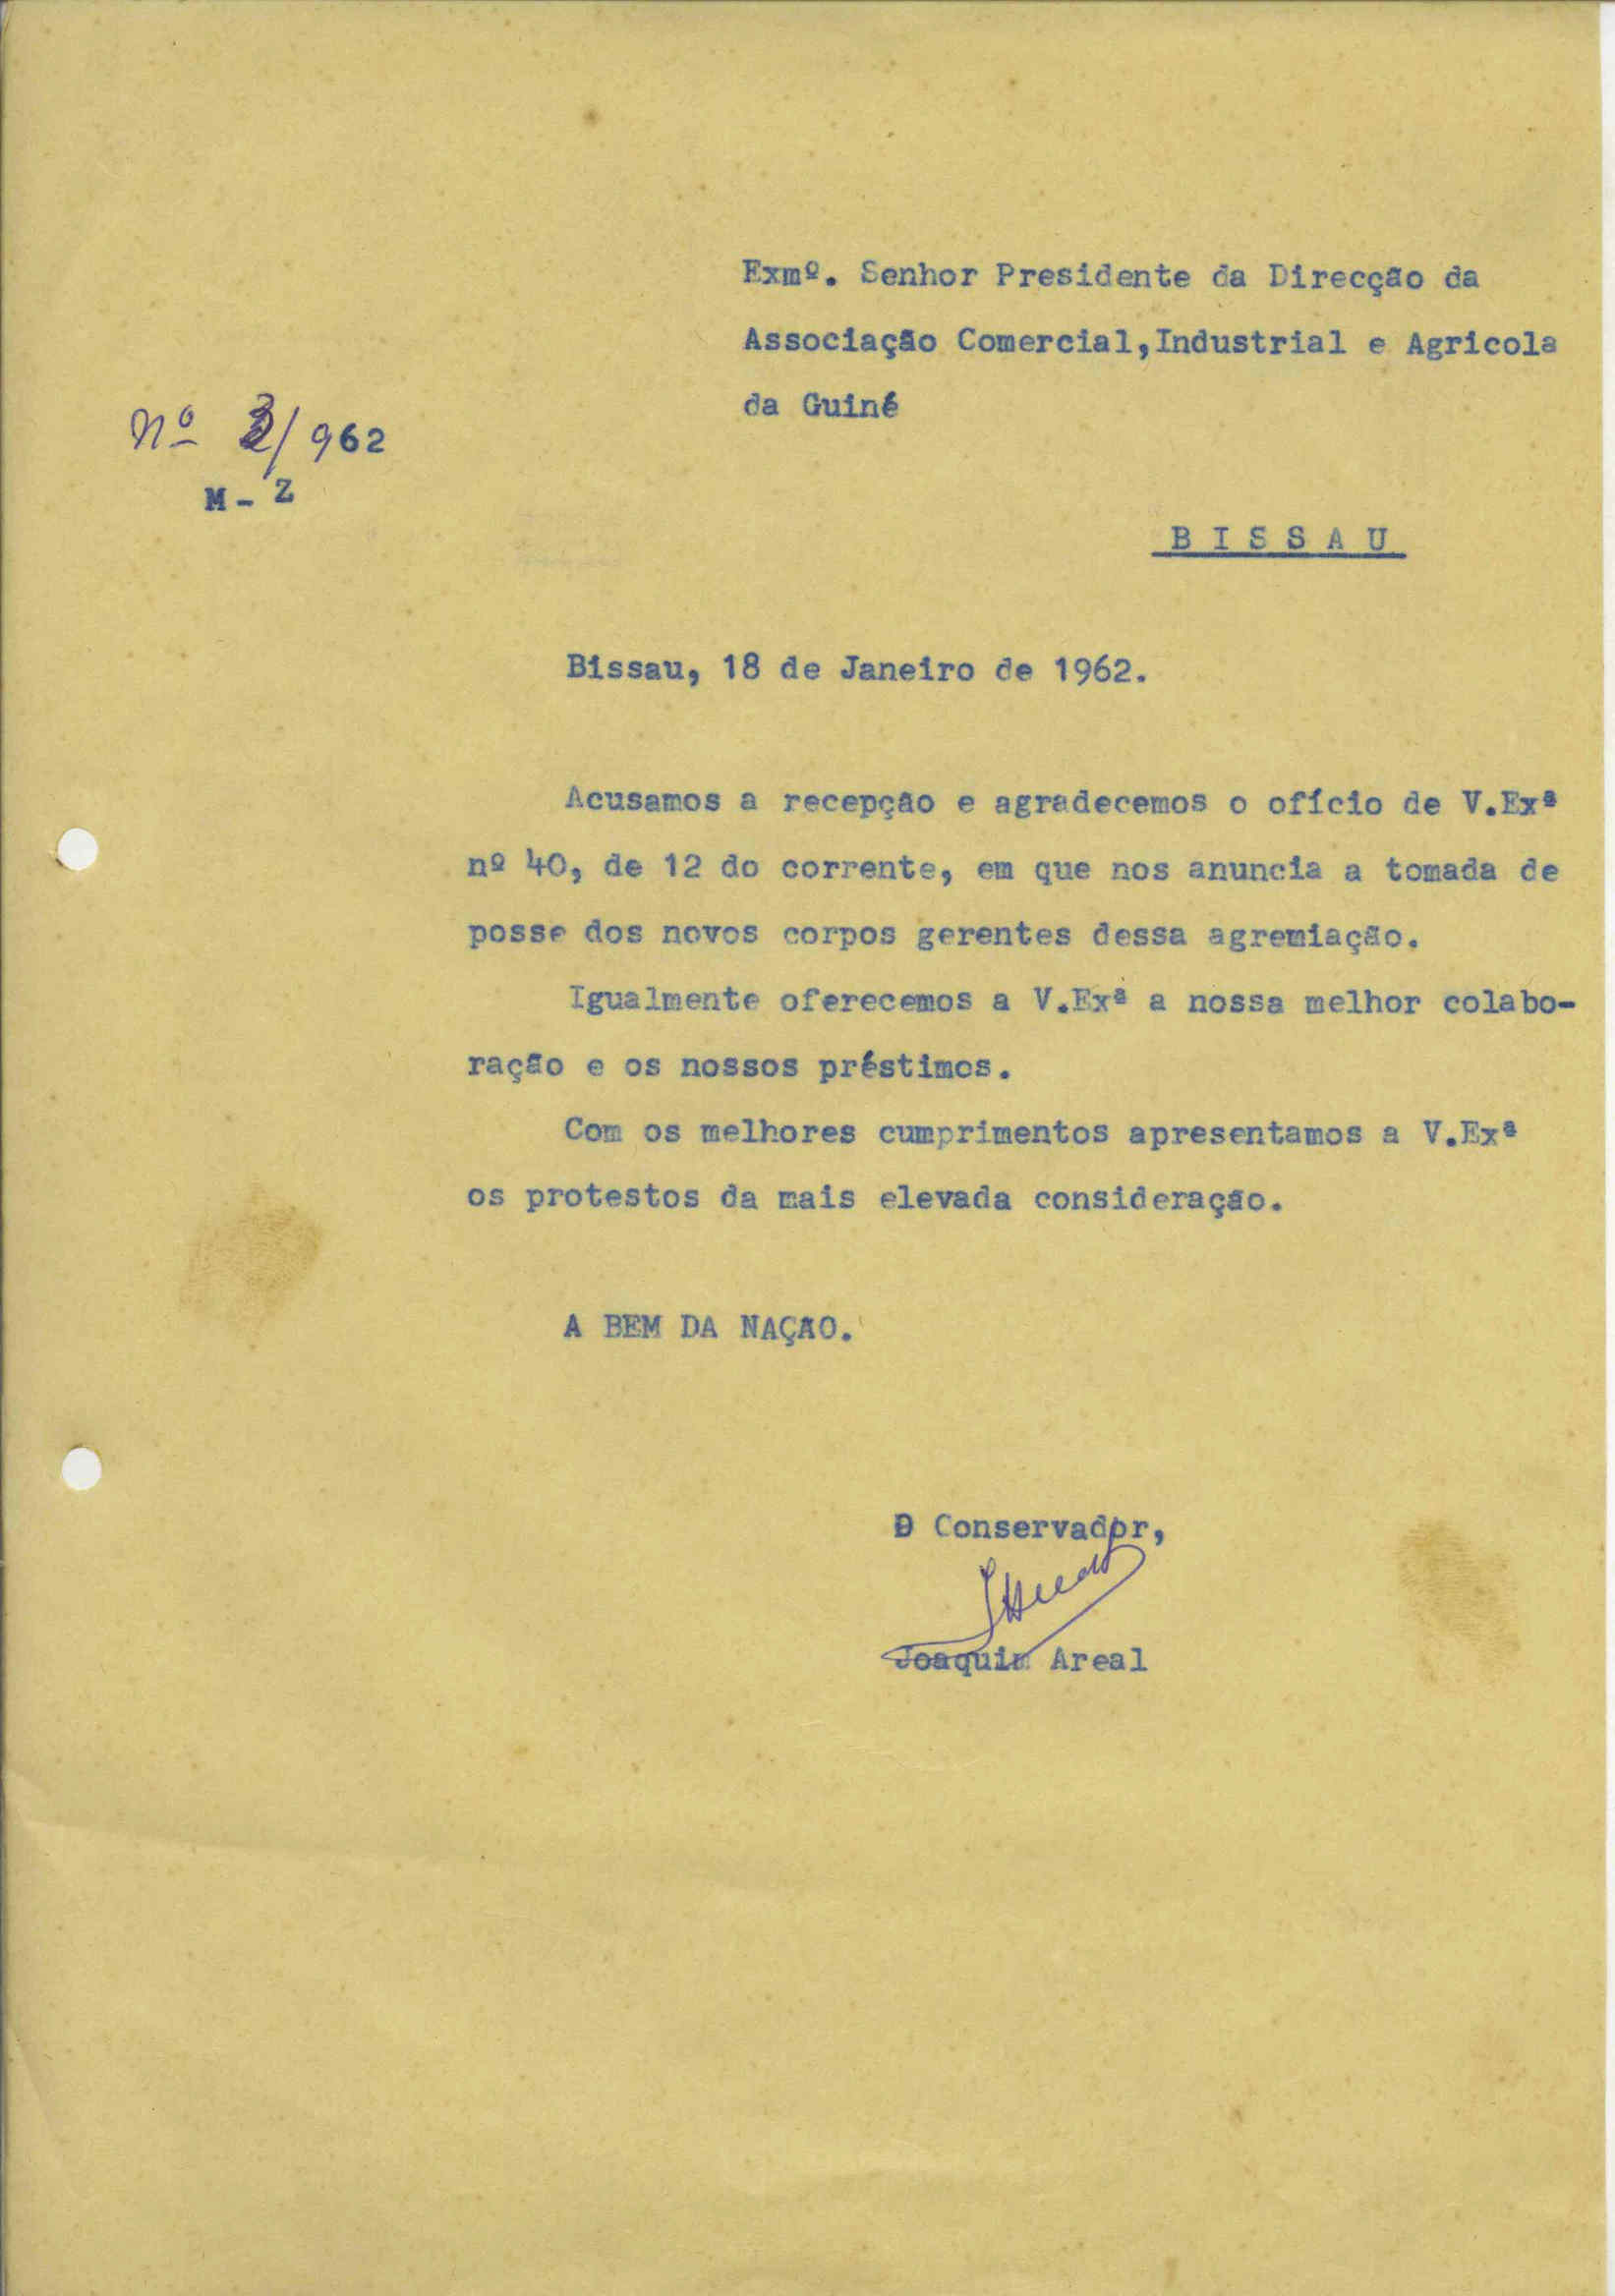 Exmº. Senhor Presidente da Direcção da
Associação Comercial,Industrial e Agricola
da Guiné
Nº 3/962
M - Z
B I S S A U
Bissau, 18 de Janeiro de 1962.
Acusamos a recepção e agradecemos o ofício de V.Exª
nº 40, de 12 do corrente, em que nos anuncia a tomada de
posse dos novos corpos gerentes dessa agremiação.
Igualmente oferecemos a V.Exª a nossa melhor colabo-
ração e os nossos préstimos.
Com os melhores cumprimentos apresentamos a V.Exª
os protestos da mais elevada consideração.
A BEM DA NAÇÃO.
O Conservador,
Joaquim Areal